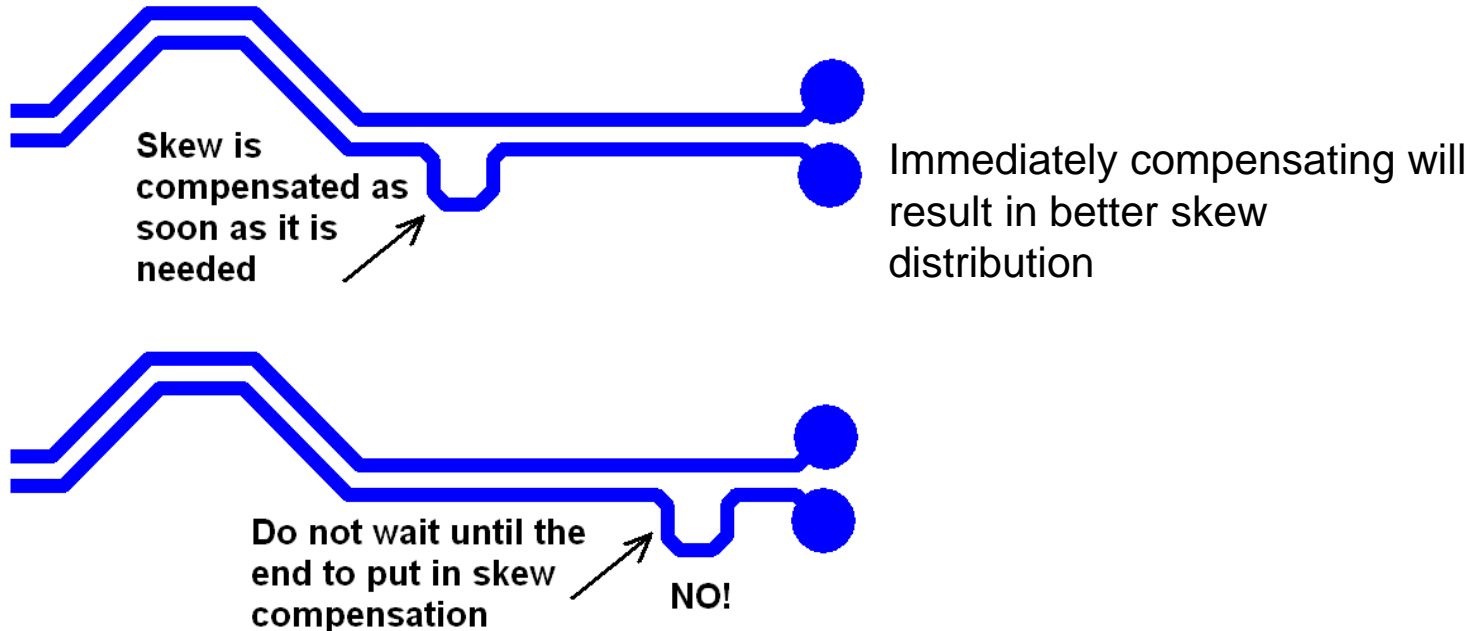 Skew is
compensated as
soon as it is
needed
Immediately compensating will
result in better skew
distribution
Do not wait until the
end to put in skew
compensation
NO!